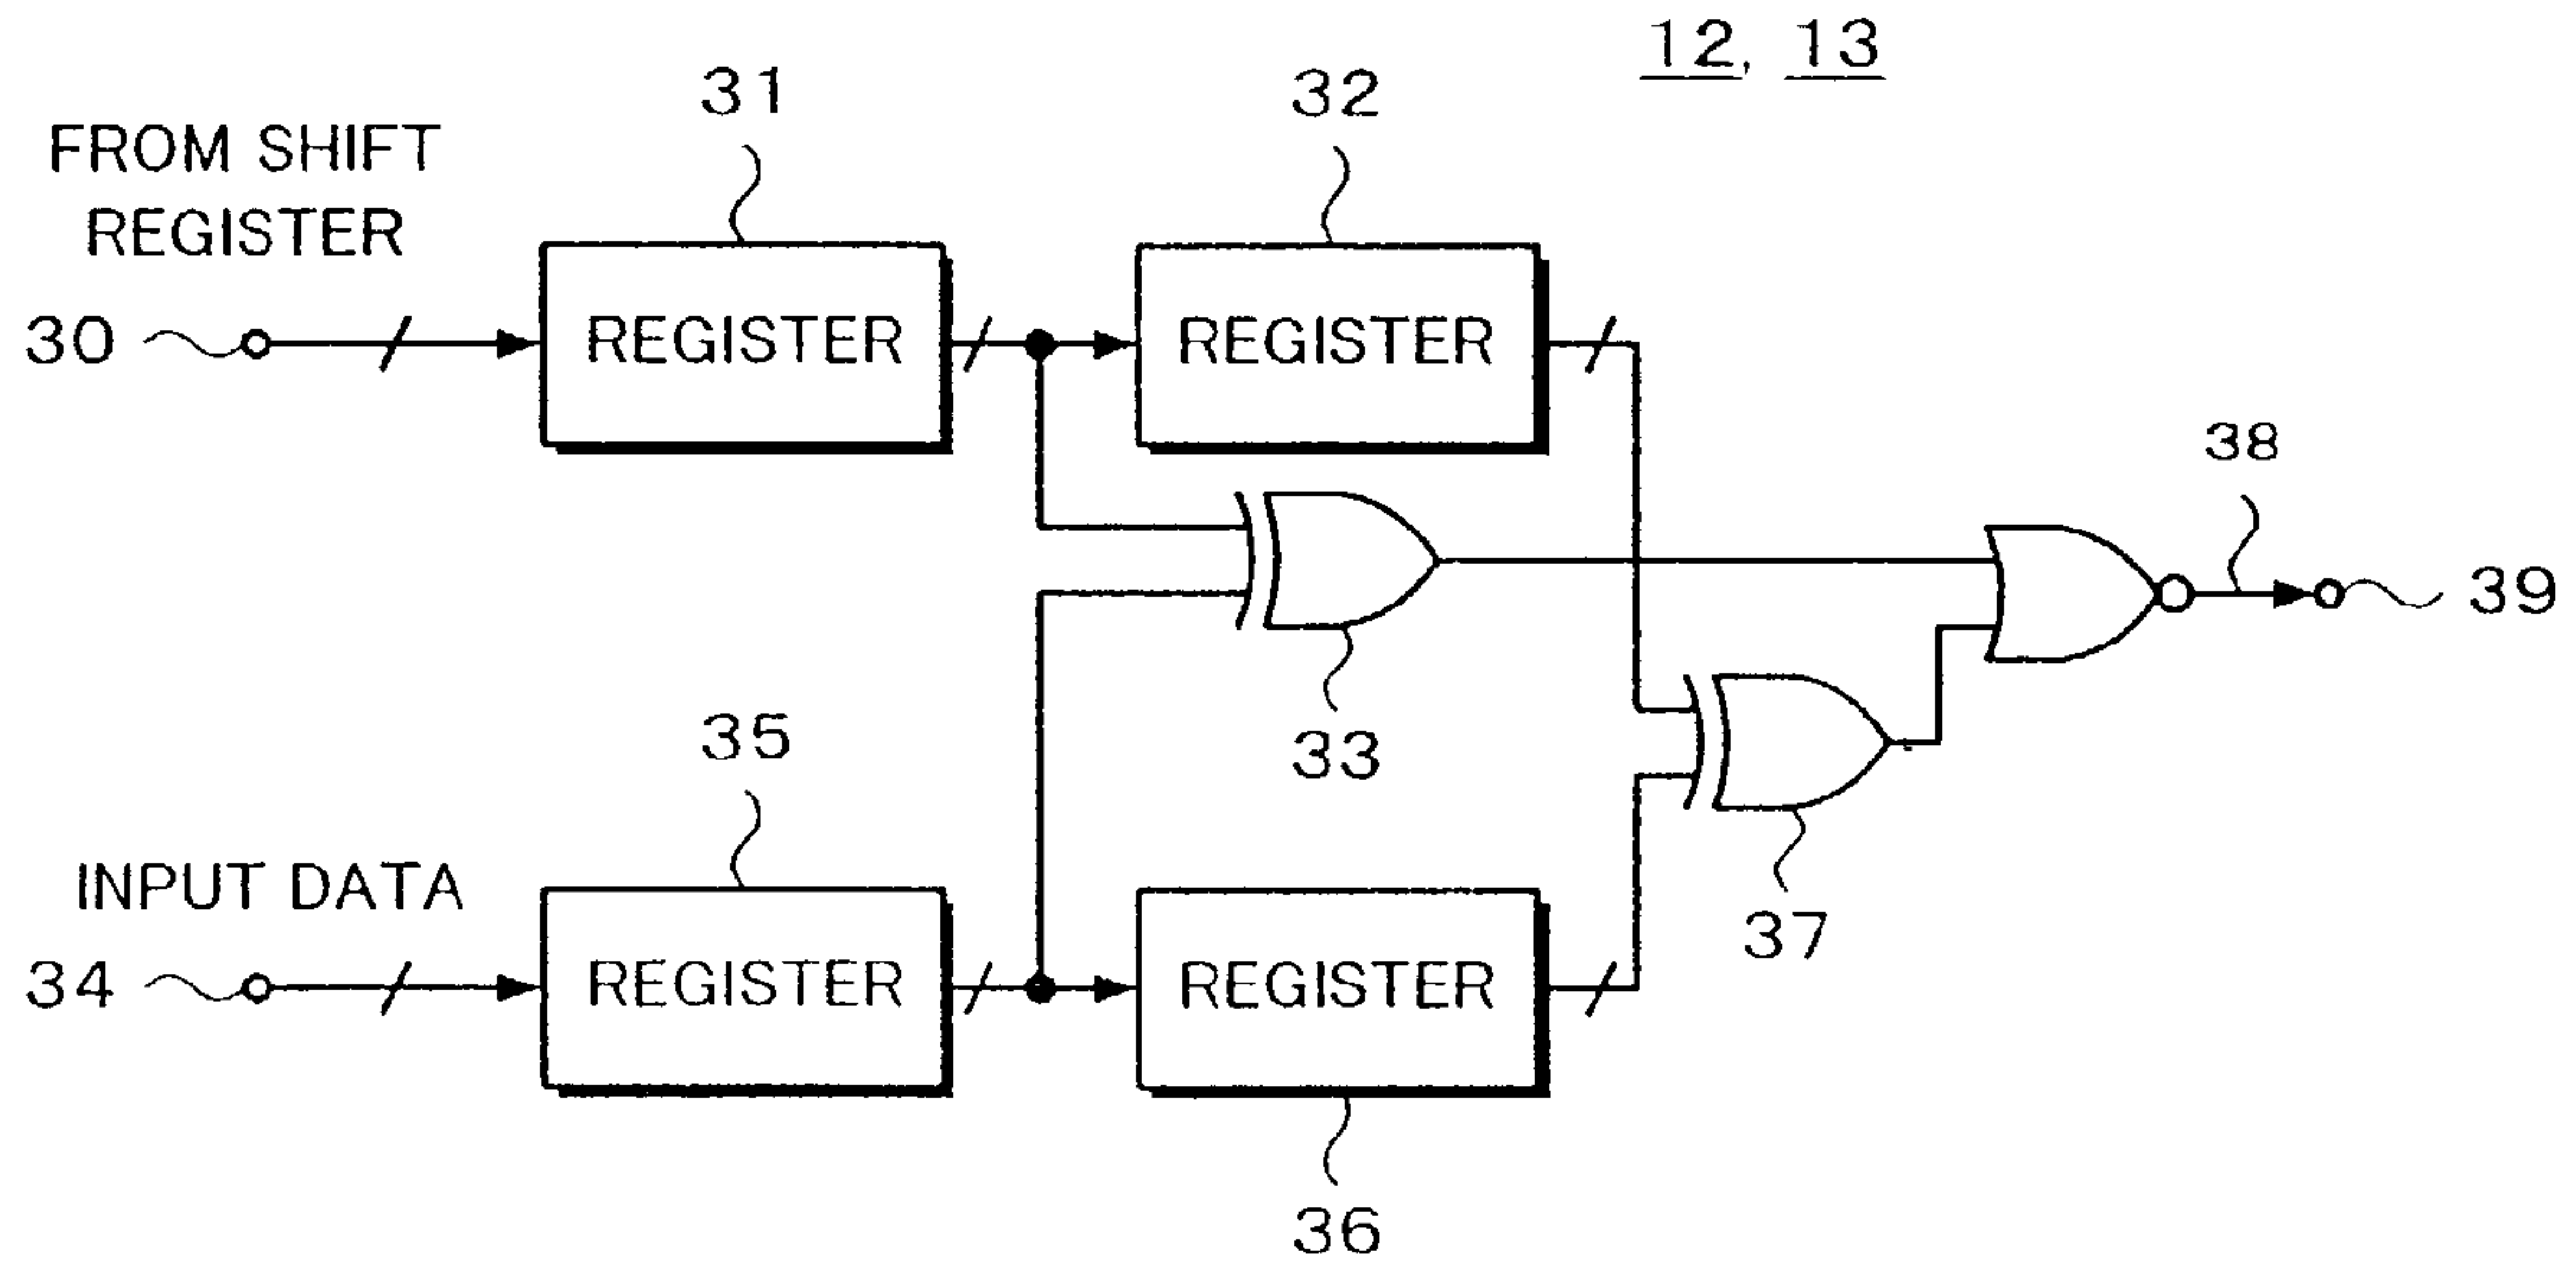 12, 13
31
32
FROM SHIFT
REGISTER
30
REGISTER
REGISTER
38
39
33
35
37
INPUT DATA
34
REGISTER
REGISTER
36